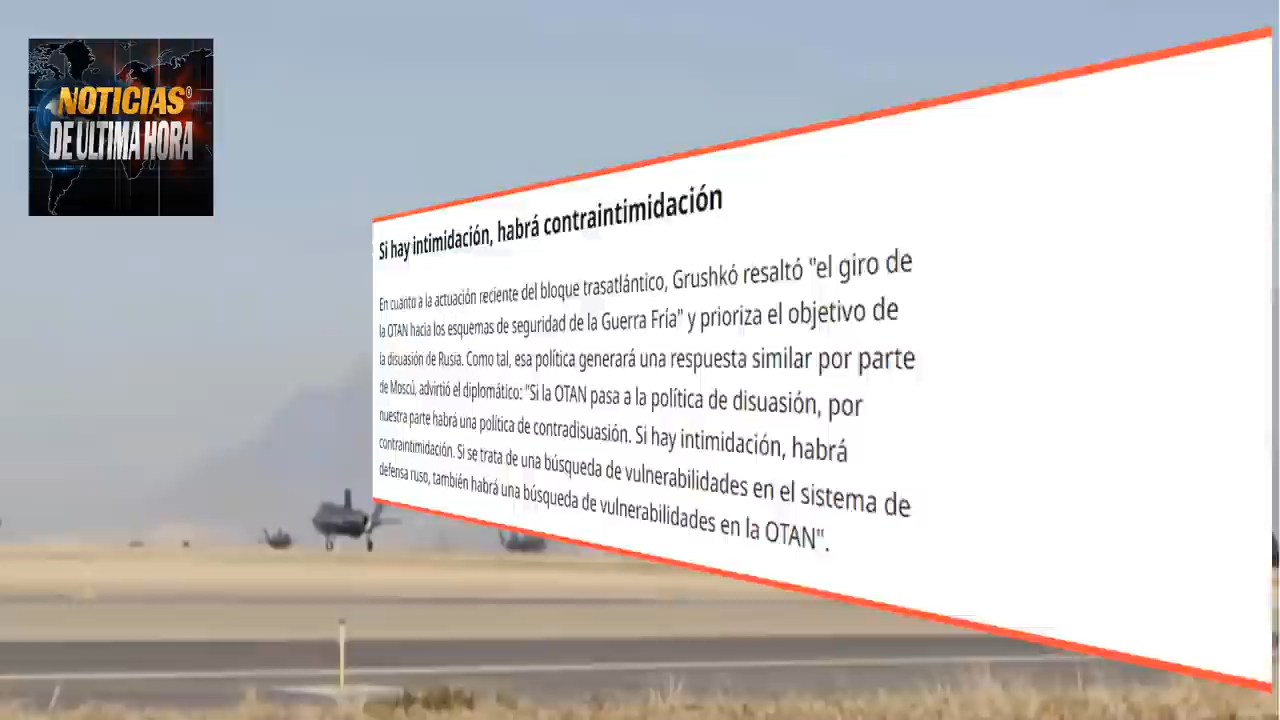 NOTICIAS®
DE ULTIMA HORA
Si hay intimidación, habrá contraintimidación
En cuanto a la actuación reciente del bloque trasatlántico, Grushkó resaltó "el giro de
la OTAN hacia los esquemas de seguridad de la Guerra Fría" y prioriza el objetivo de
la disuasión de Rusia. Como tal, esa política generará una respuesta similar por parte
de Moscú, advirtió el diplomático: "Si la OTAN pasa a la política de disuasión, por
nuestra parte habrá una política de contradisuasión. Si hay intimidación, habrá
contraintimidación. Si se trata de una búsqueda de vulnerabilidades en el sistema de
defensa ruso, también habrá una búsqueda de vulnerabilidades en la OTAN".